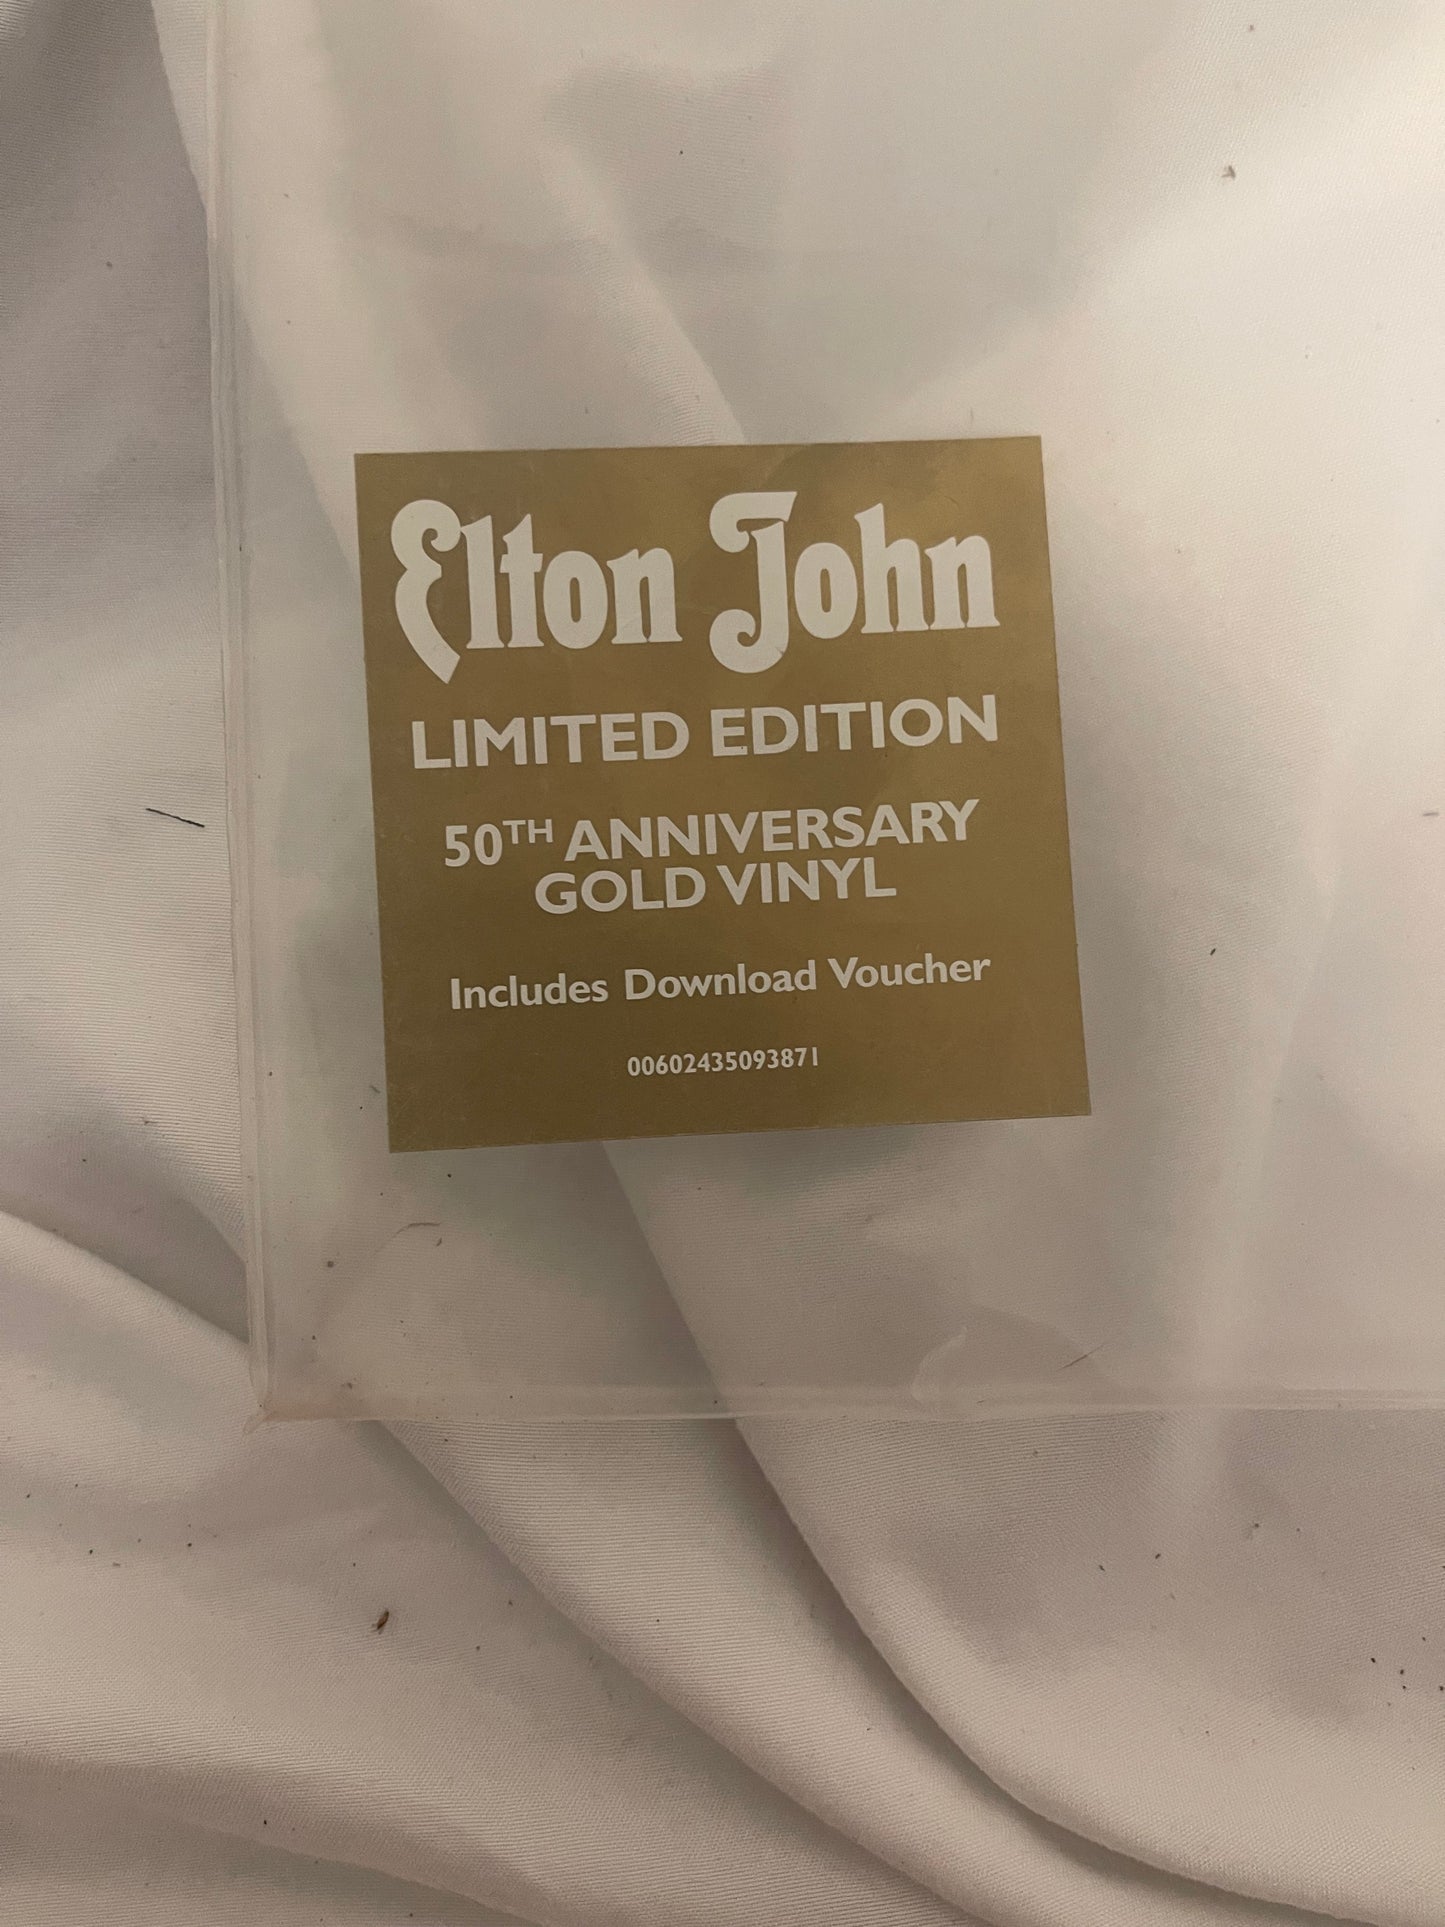 Elton John
LIMITED EDITION
50TH ANNIVERSARY
GOLD VINYL
Includes Download Voucher
00602435093871